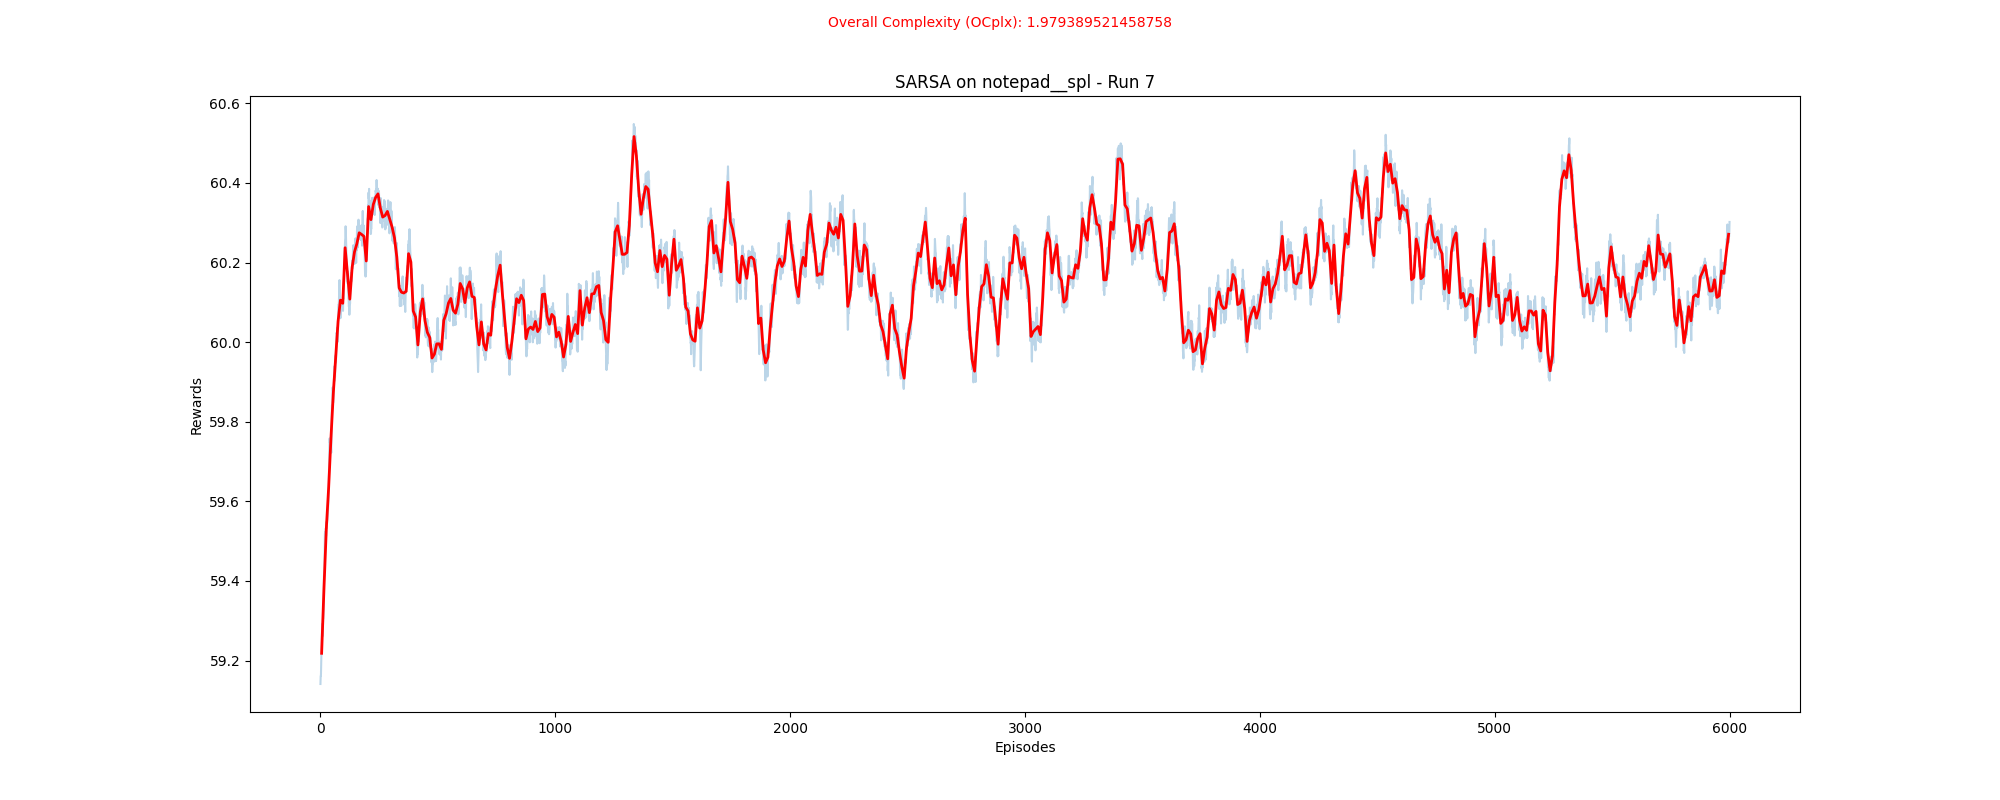 Overall Complexity (OCplx): 1.979389521458758
SARSA on notepad__spl - Run 7
60.6
60.4
60.2
60.0
59.8
59.6
59.4
59.2
Rewards
0 1000 2000 3000 4000 5000 6000
Episodes